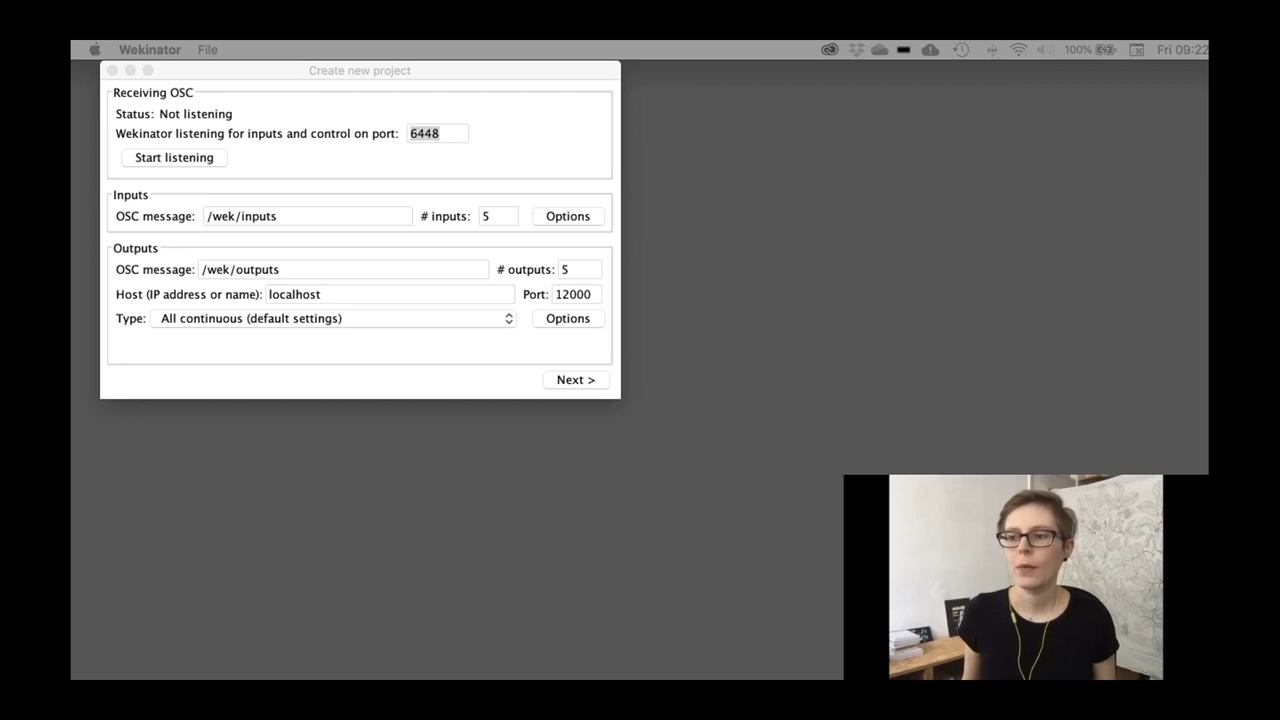 Wekinator File 100% Fri 09:22
Create new project
Receiving OSC
Status: Not listening
Wekinator listening for inputs and control on port: 6448
Start listening
Inputs
OSC message: /wek/inputs # inputs: 5 Options
Outputs
OSC message: /wek/outputs # outputs: 5
Host (IP address or name): localhost Port: 12000
Type: All continuous (default settings) Options
Next >